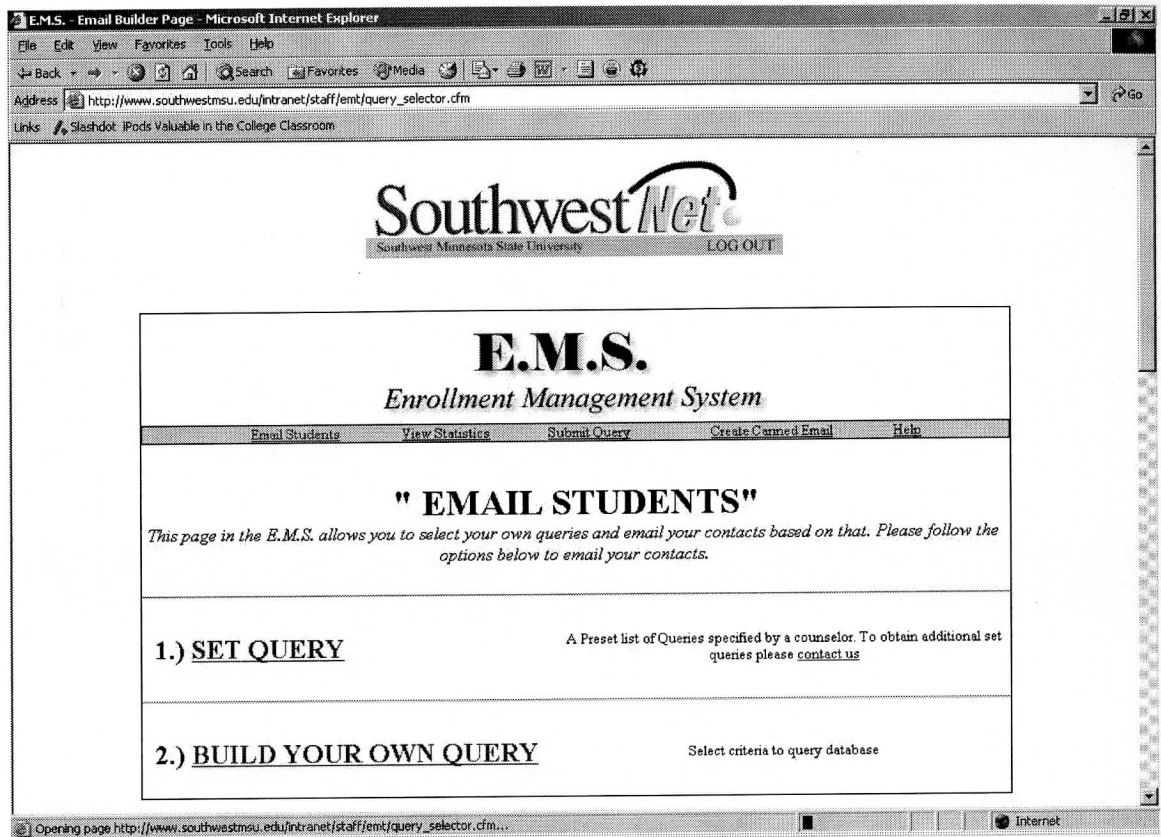 E.M.S. - Email Builder Page - Microsoft Internet Explorer
File Edit View Favorites Tools Help
Back Search Favorites Media
Address http://www.southwestmsu.edu/intranet/staff/emt/query_selector.cfm Go
Links Slashdot iPods Valuable in the College Classroom
SouthwestNet
Southwest Minnesota State University LOG OUT
E.M.S.
Enrollment Management System
Email Students View Statistics Submit Query Create Canned Email Help
" EMAIL STUDENTS"
This page in the E.M.S. allows you to select your own queries and email your contacts based on that. Please follow the
options below to email your contacts.
1.) SET QUERY
A Preset list of Queries specified by a counselor. To obtain additional set
queries please contact us
2.) BUILD YOUR OWN QUERY
Select criteria to query database
Opening page http://www.southwestmsu.edu/intranet/staff/emt/query_selector.cfm... Internet